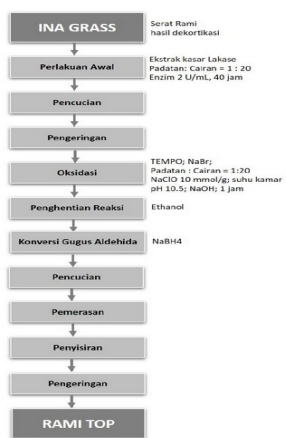 INA GRASS
Serat Rami
hasil dekortikasi
Perlakuan Awal
Ekstrak kasar Lakase
Padatan: Cairan = 1 : 20
Enzim 2 U/mL, 40 jam
Pencucian
Pengeringan
Oksidasi
TEMPO; NaBr;
Padatan : Cairan = 1:20
NaClO 10 mmol/g; suhu kamar
pH 10.5; NaOH; 1 jam
Penghentian Reaksi
Ethanol
Konversi Gugus Aldehida
NaBH4
Pencucian
Pemerasan
Penyisiran
Pengeringan
RAMI TOP